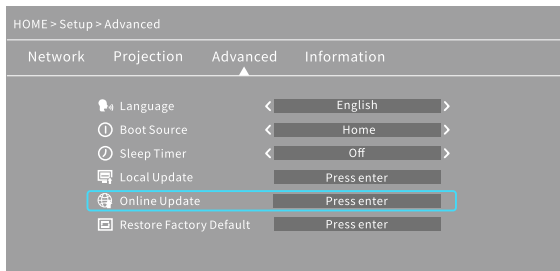 HOME > Setup > Advanced
Network Projection Advanced Information
Language English
Boot Source Home
Sleep Timer Off
Local Update Press enter
Online Update Press enter
Restore Factory Default Press enter